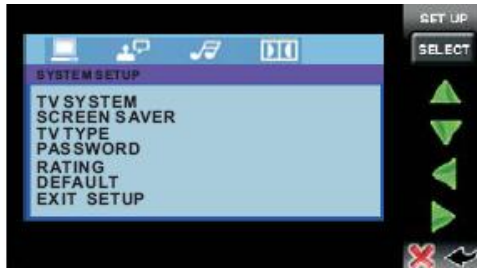 SET UP
SELECT
SYSTEM SETUP
TV SYSTEM
SCREEN SAVER
TV TYPE
PASSWORD
RATING
DEFAULT
EXIT SETUP